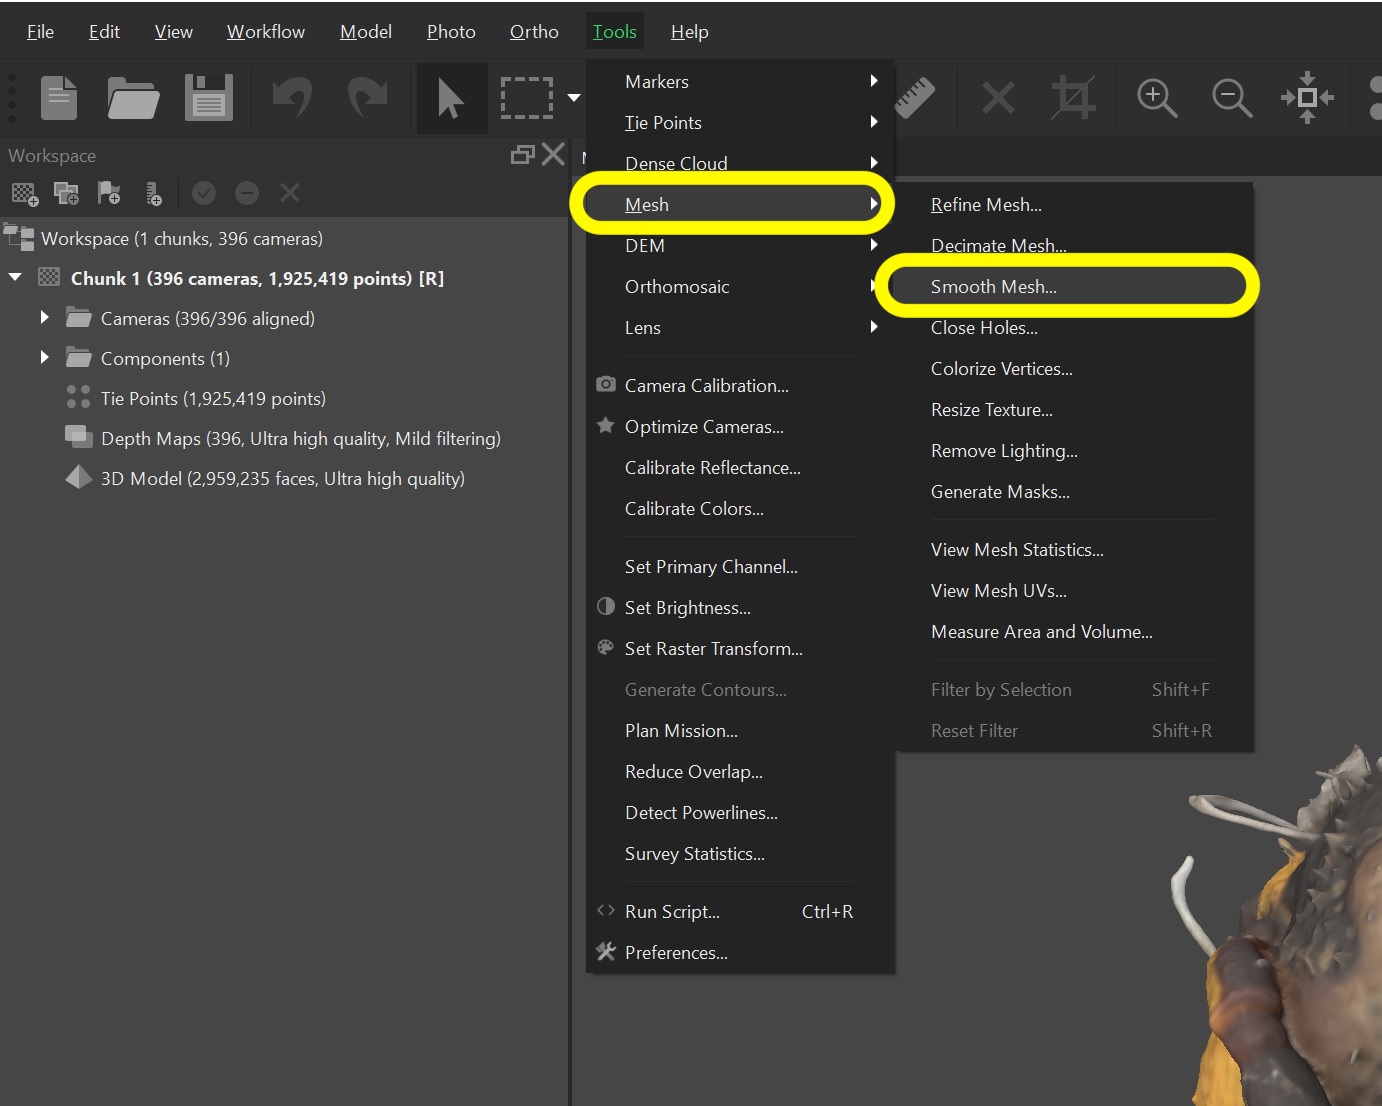 File Edit View Workflow Model Photo Ortho Tools Help
Workspace
Workspace (1 chunks, 396 cameras)
Chunk 1 (396 cameras, 1,925,419 points) [R]
Cameras (396/396 aligned)
Components (1)
Tie Points (1,925,419 points)
Depth Maps (396, Ultra high quality, Mild filtering)
3D Model (2,959,235 faces, Ultra high quality)
Markers
Tie Points
Dense Cloud
Mesh
DEM
Orthomosaic
Lens
Camera Calibration...
Optimize Cameras...
Calibrate Reflectance...
Calibrate Colors...
Set Primary Channel...
Set Brightness...
Set Raster Transform...
Generate Contours...
Plan Mission...
Reduce Overlap...
Detect Powerlines...
Survey Statistics...
Run Script... Ctrl+R
Preferences...
Refine Mesh...
Decimate Mesh...
Smooth Mesh...
Close Holes...
Colorize Vertices...
Resize Texture...
Remove Lighting...
Generate Masks...
View Mesh Statistics...
View Mesh UVs...
Measure Area and Volume...
Filter by Selection Shift+F
Reset Filter Shift+R